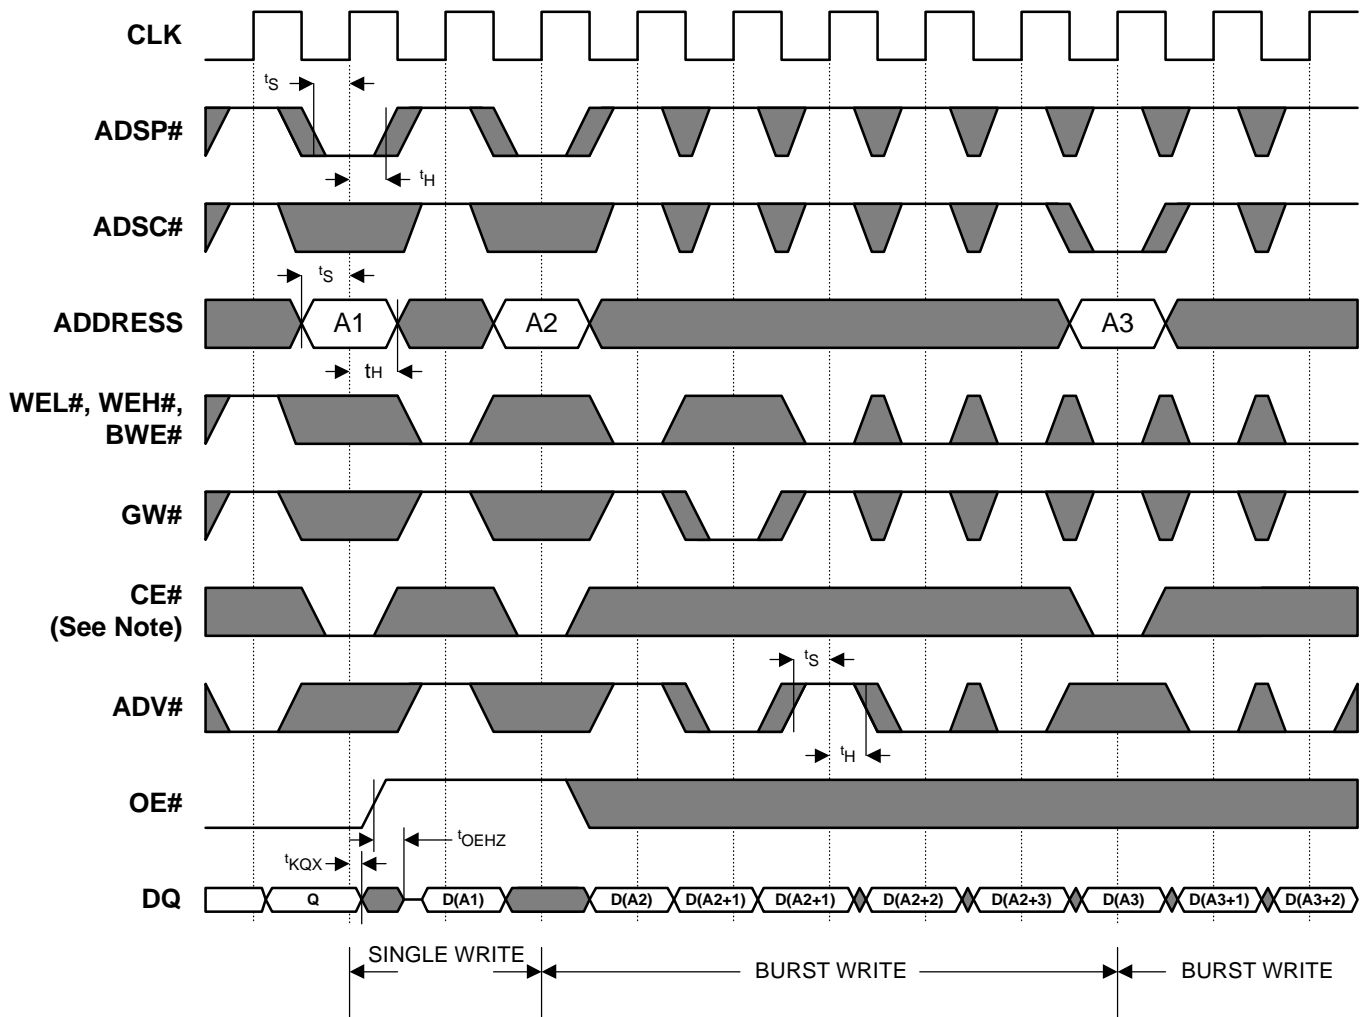 CLK
tS
ADSP#
tH
ADSC#
tS
ADDRESS A1 A2 A3
tH
WEL#, WEH#,
BWE#
GW#
CE#
(See Note)
tS
ADV#
tH
OE#
tOEHZ
tKQX
DQ Q D(A1) D(A2) D(A2+1) D(A2+1) D(A2+2) D(A2+3) D(A3) D(A3+1) D(A3+2)
SINGLE WRITE BURST WRITE BURST WRITE